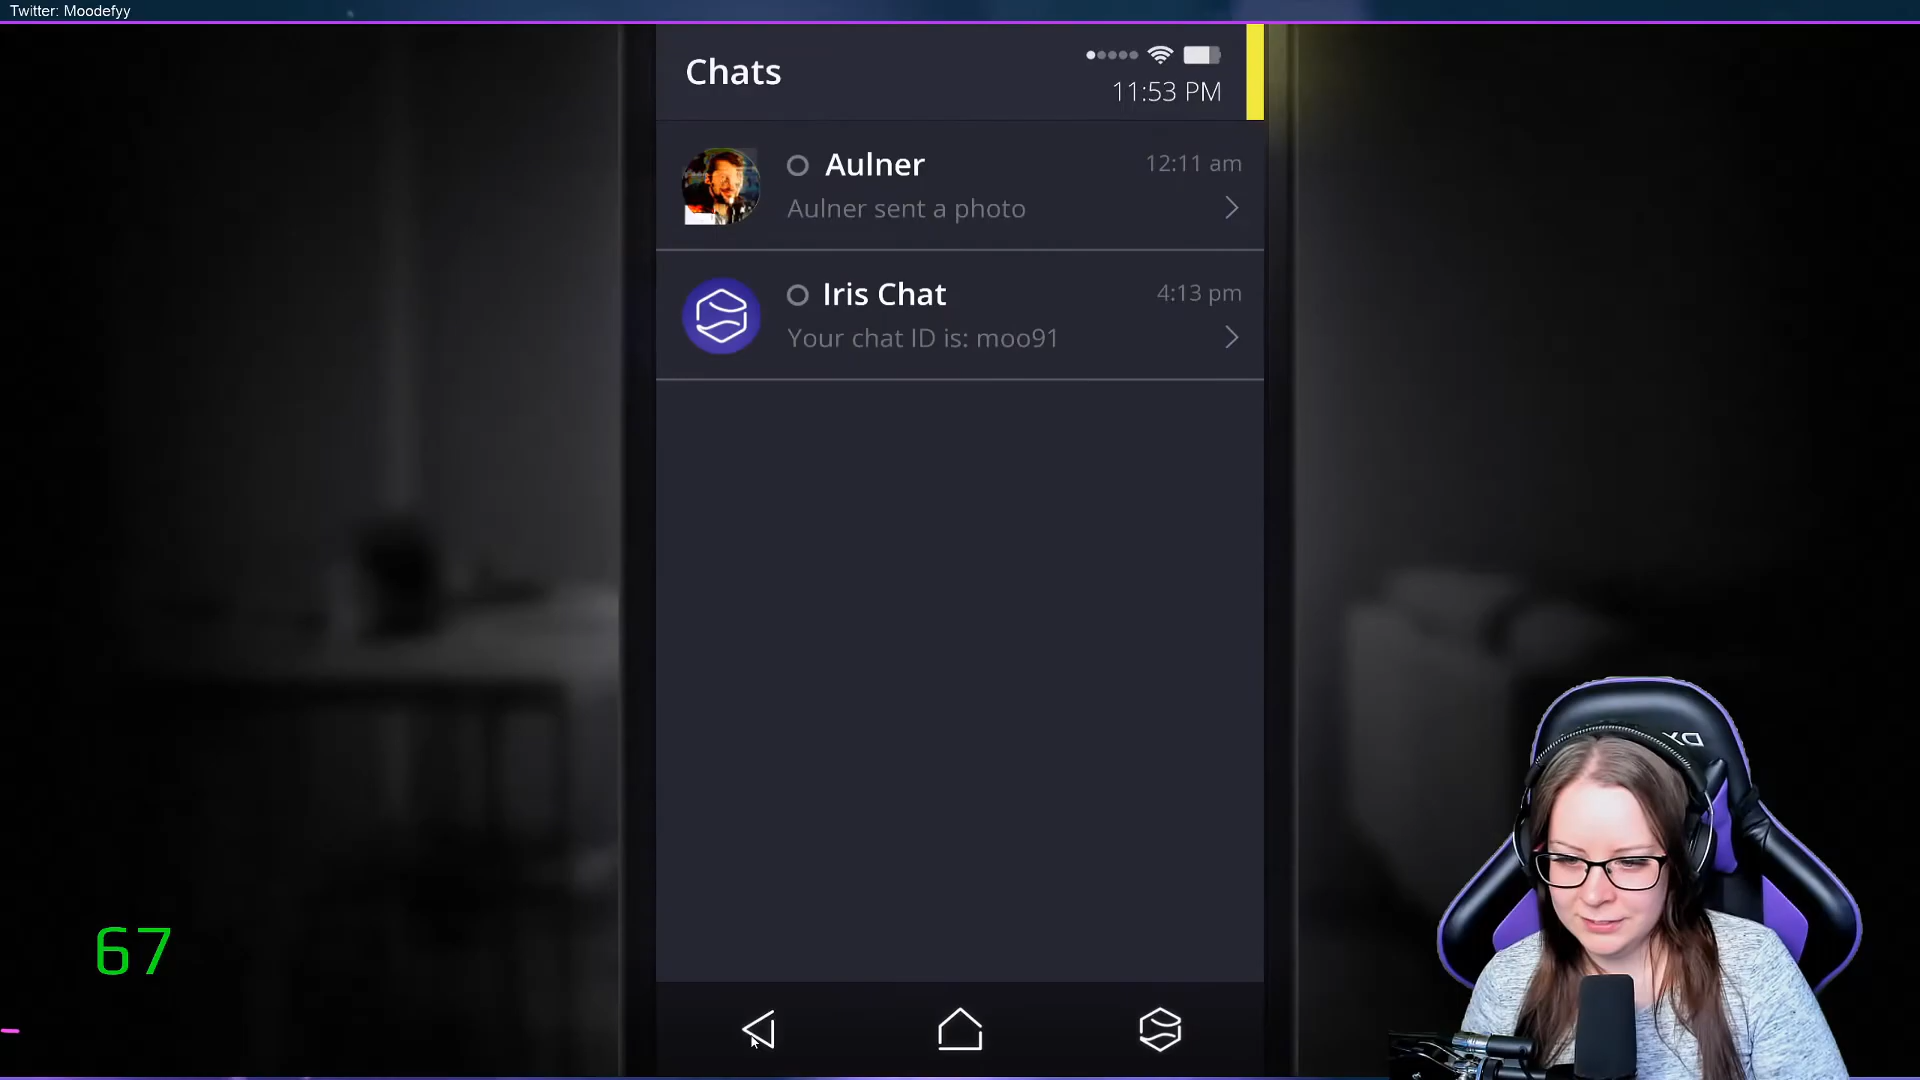 Twitter: Moodefyy
Chats
11:53 PM
Aulner
12:11 am
Aulner sent a photo
Iris Chat
4:13 pm
Your chat ID is: moo91
67